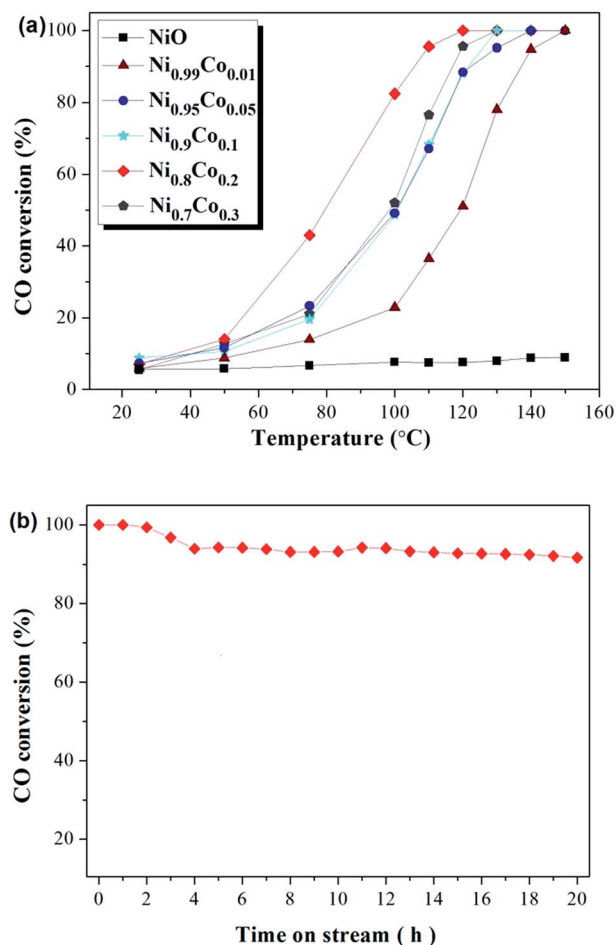 (a)
100
80
60
40
20
0
CO conversion (%)
NiO
Ni0.99Co0.01
Ni0.95Co0.05
Ni0.9Co0.1
Ni0.8Co0.2
Ni0.7Co0.3
20 40 60 80 100 120 140 160
Temperature (°C)
(b)
100
80
60
40
20
CO conversion (%)
0 2 4 6 8 10 12 14 16 18 20
Time on stream ( h )